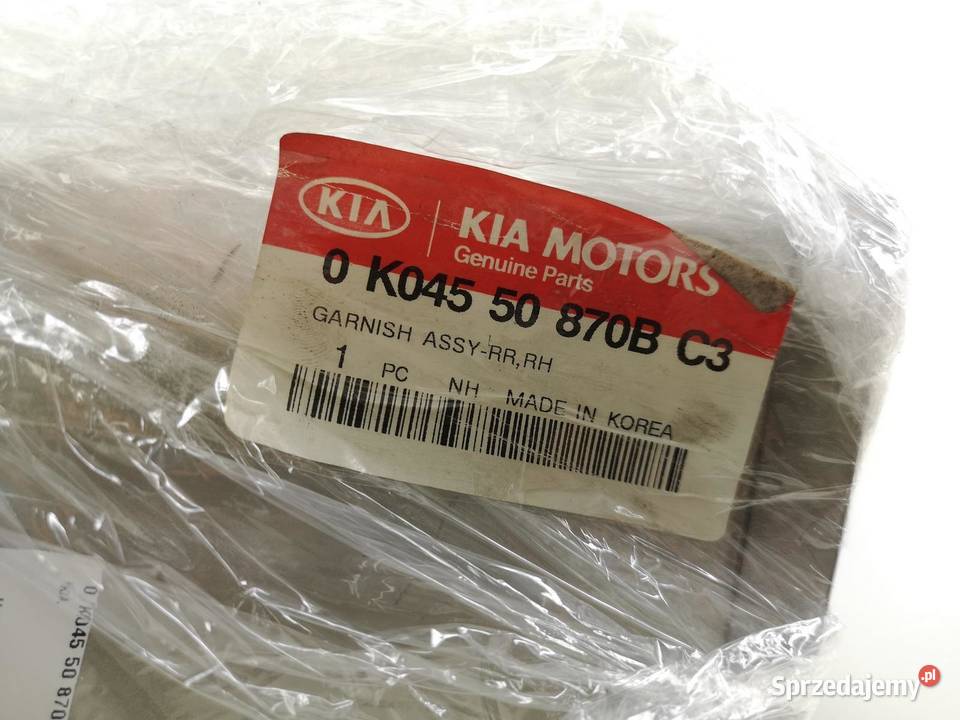 KIA
KIA MOTORS
Genuine Parts
0 K045 50 870B C3
GARNISH ASSY-RR,RH
1 PC NH MADE IN KOREA
0 K045 50 870
Sprzedajemy.pl